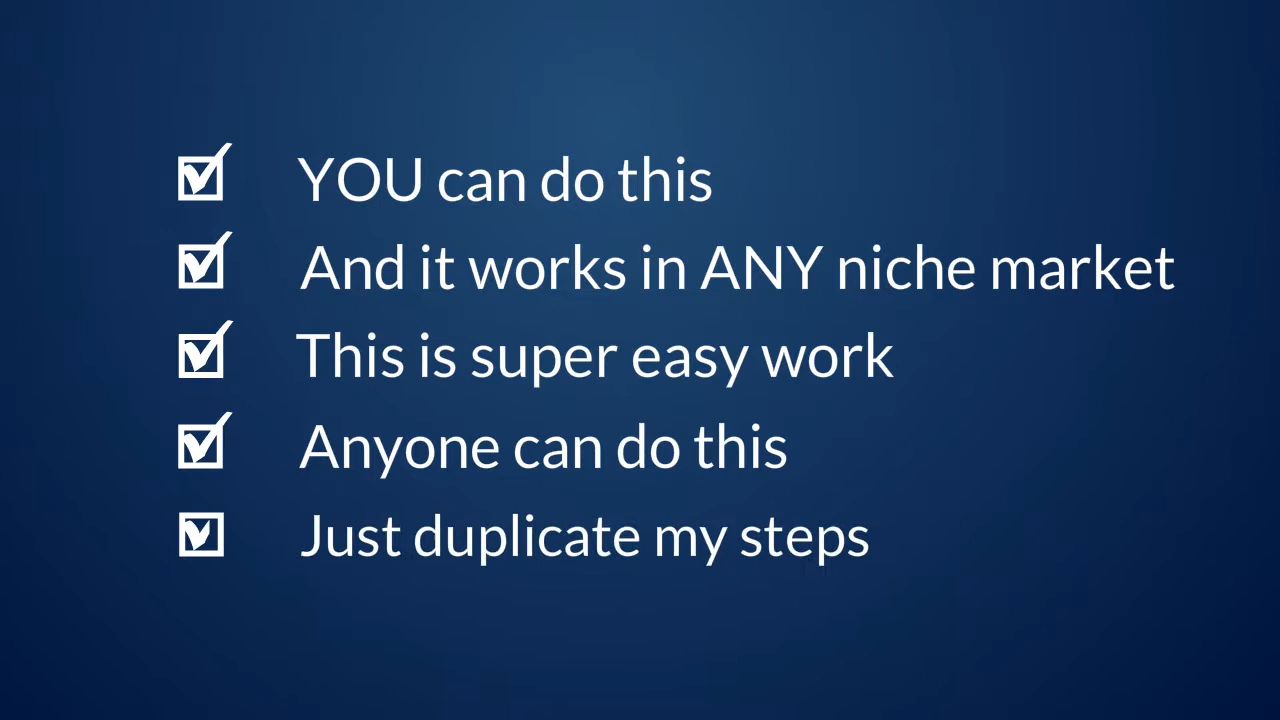 YOU can do this
And it works in ANY niche market
This is super easy work
Anyone can do this
Just duplicate my steps